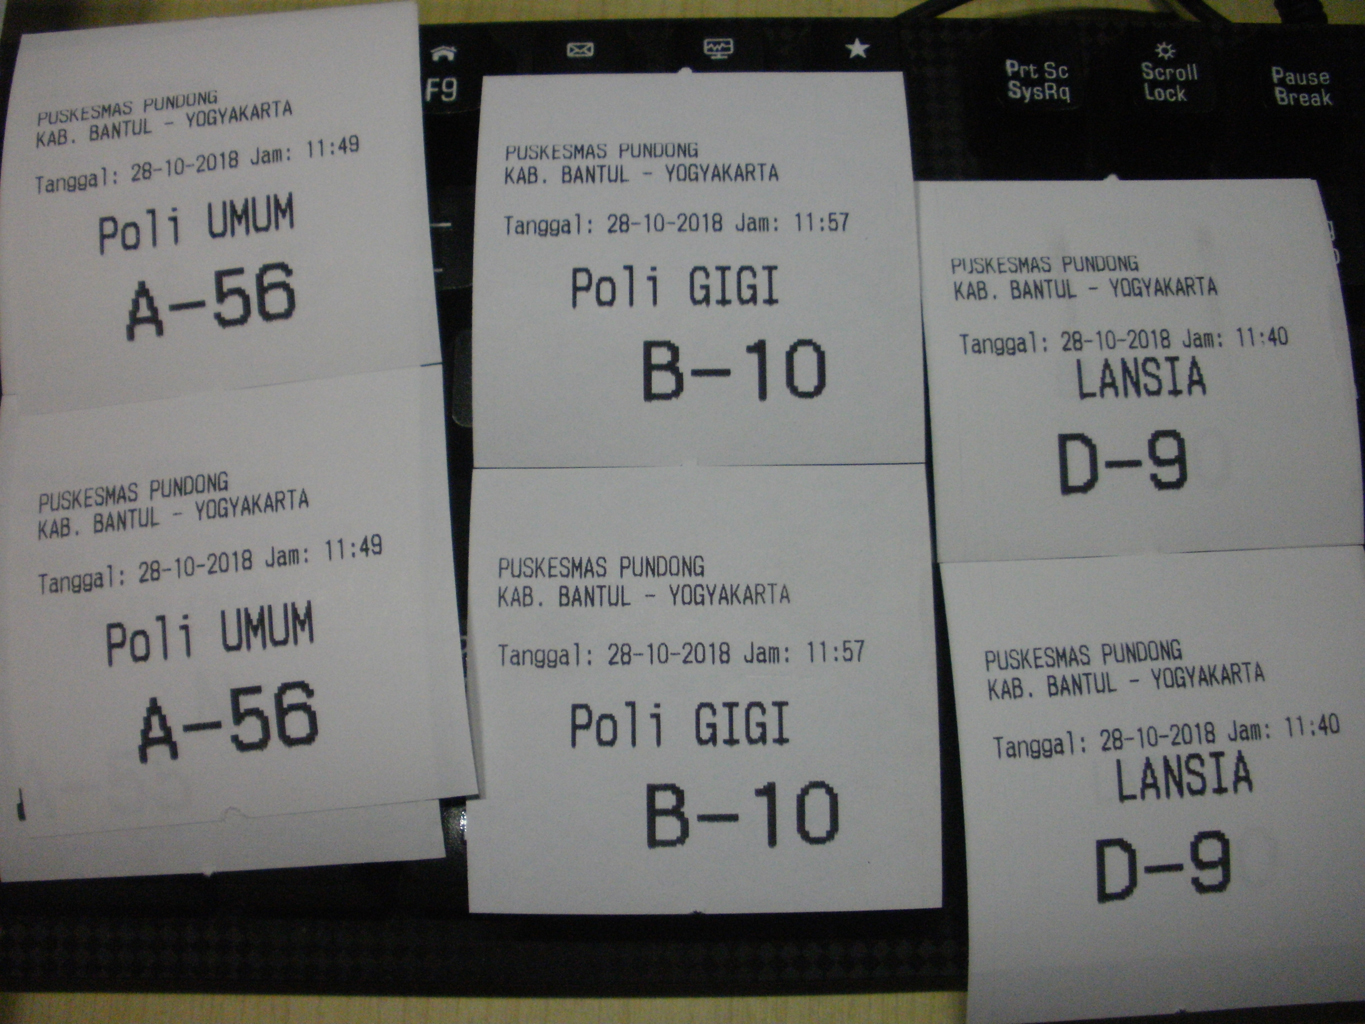 PUSKESMAS PUNDONG
KAB. BANTUL - YOGYAKARTA
Tanggal: 28-10-2018 Jam: 11:49
Poli UMUM
A-56
PUSKESMAS PUNDONG
KAB. BANTUL - YOGYAKARTA
Tanggal: 28-10-2018 Jam: 11:49
Poli UMUM
A-56
F9
PUSKESMAS PUNDONG
KAB. BANTUL - YOGYAKARTA
Tanggal: 28-10-2018 Jam: 11:57
Poli GIGI
B-10
PUSKESMAS PUNDONG
KAB. BANTUL - YOGYAKARTA
Tanggal: 28-10-2018 Jam: 11:57
Poli GIGI
B-10
Prt Sc
SysRq
Scroll
Lock
Pause
Break
PUSKESMAS PUNDONG
KAB. BANTUL - YOGYAKARTA
Tanggal: 28-10-2018 Jam: 11:40
LANSIA
D-9
PUSKESMAS PUNDONG
KAB. BANTUL - YOGYAKARTA
Tanggal: 28-10-2018 Jam: 11:40
LANSIA
D-9